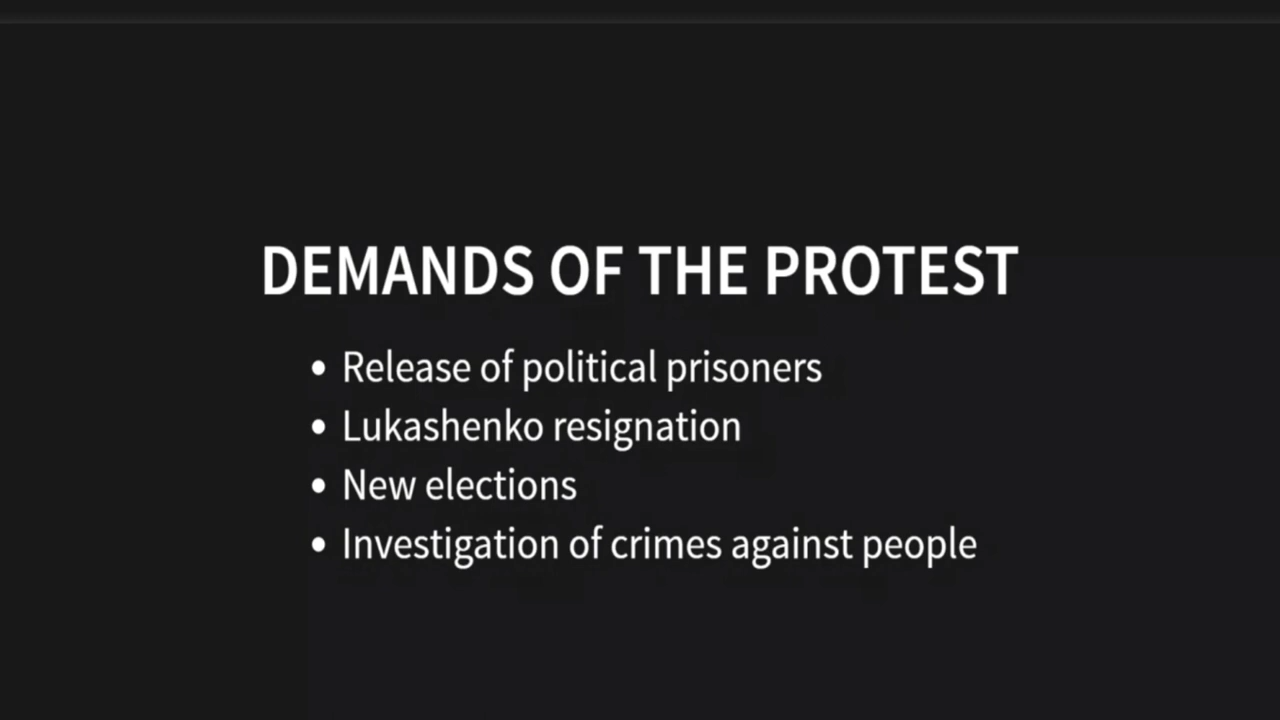 DEMANDS OF THE PROTEST
• Release of political prisoners
• Lukashenko resignation
• New elections
• Investigation of crimes against people